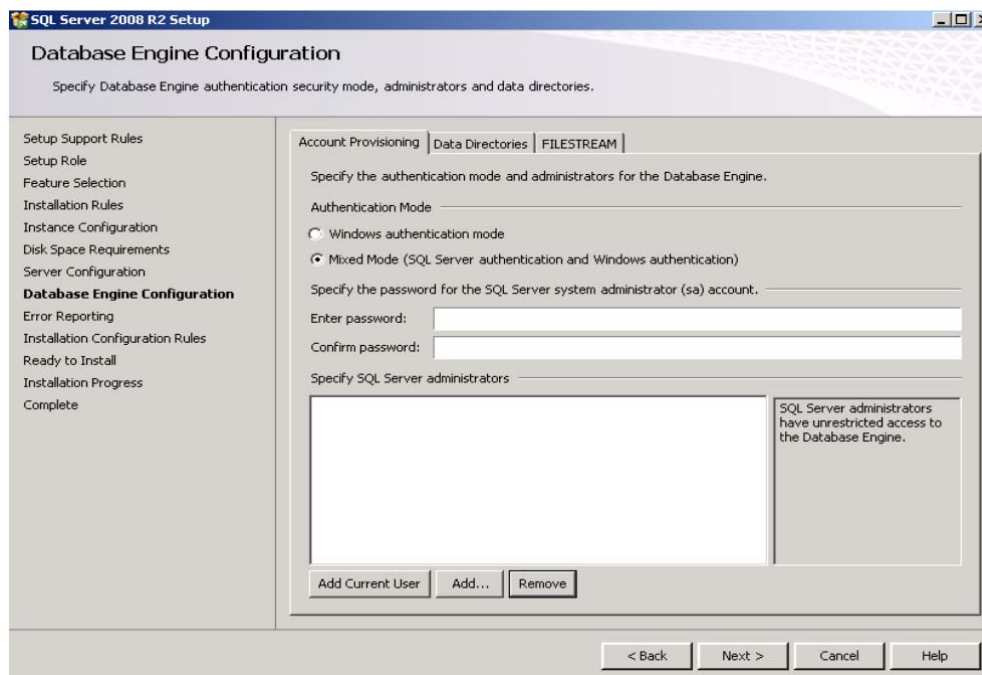 SQL Server 2008 R2 Setup
Database Engine Configuration
Specify Database Engine authentication security mode, administrators and data directories.
Setup Support Rules
Setup Role
Feature Selection
Installation Rules
Instance Configuration
Disk Space Requirements
Server Configuration
Database Engine Configuration
Error Reporting
Installation Configuration Rules
Ready to Install
Installation Progress
Complete
Account Provisioning Data Directories FILESTREAM
Specify the authentication mode and administrators for the Database Engine.
Authentication Mode
Windows authentication mode
Mixed Mode (SQL Server authentication and Windows authentication)
Specify the password for the SQL Server system administrator (sa) account.
Enter password:
Confirm password:
Specify SQL Server administrators
SQL Server administrators
have unrestricted access to
the Database Engine.
Add Current User Add... Remove
< Back Next > Cancel Help